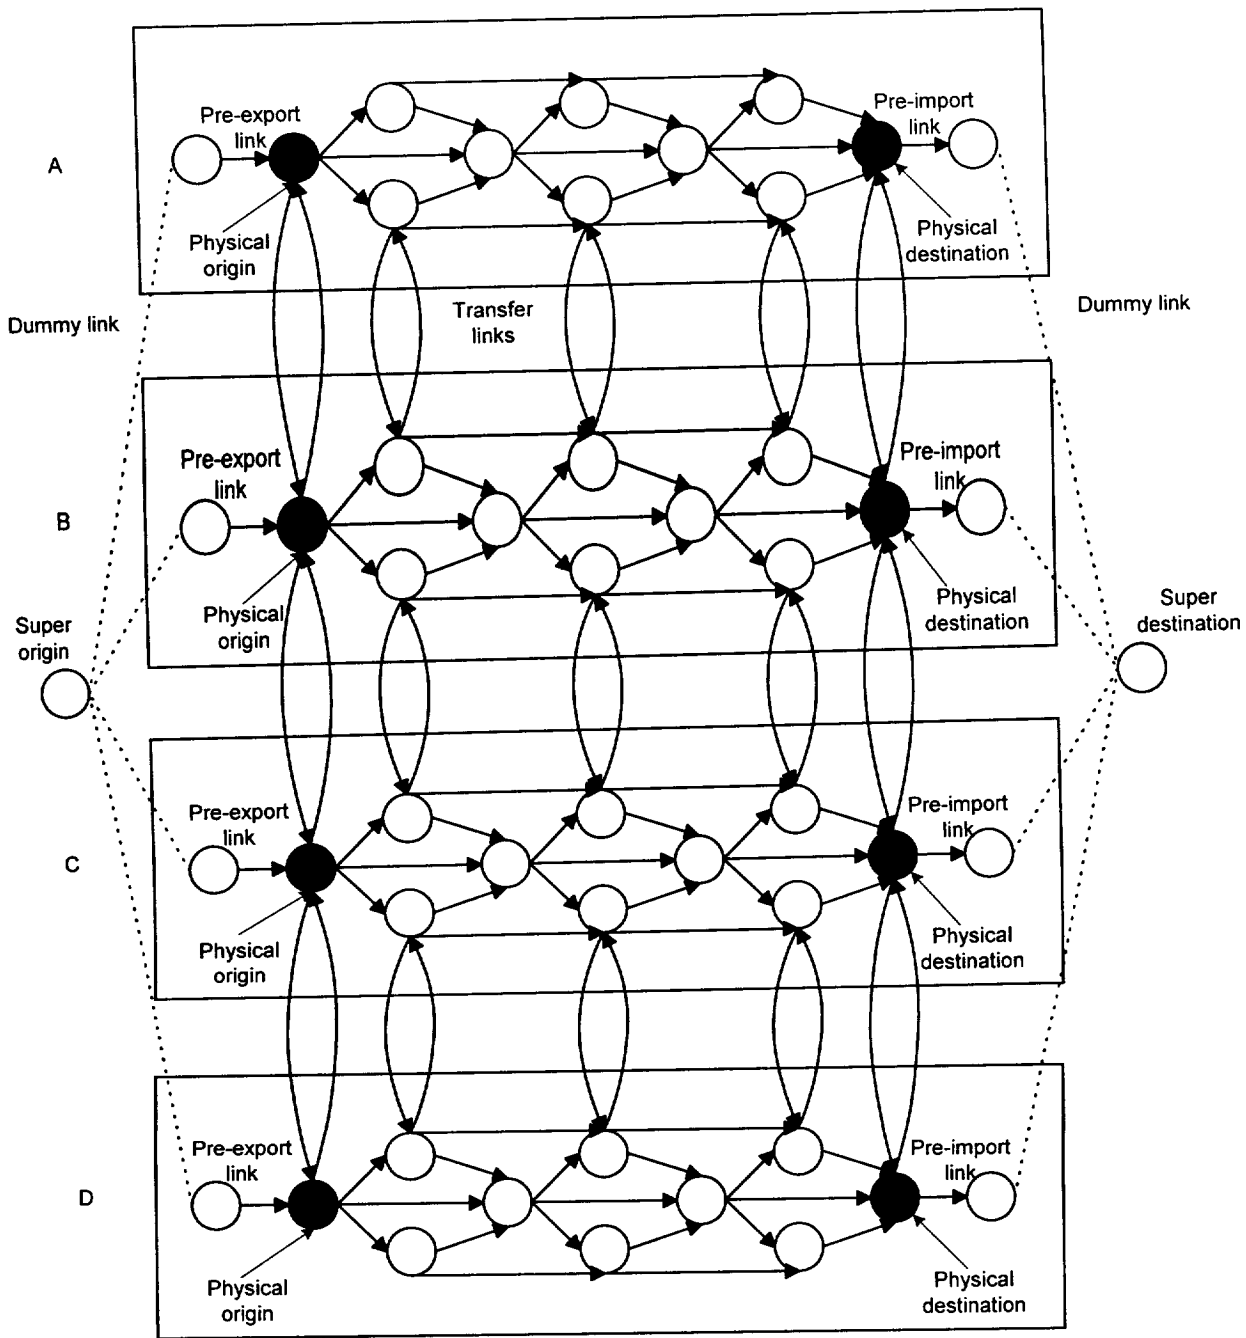 Pre-export
link
Pre-import
link
A
Physical
origin
Physical
destination
Dummy link
Transfer
links
Dummy link
Pre-export
link
Pre-import
link
B
Physical
origin
Physical
destination
Super
origin
Super
destination
Pre-export
link
Pre-import
link
C
Physical
origin
Physical
destination
Pre-export
link
Pre-import
link
D
Physical
origin
Physical
destination